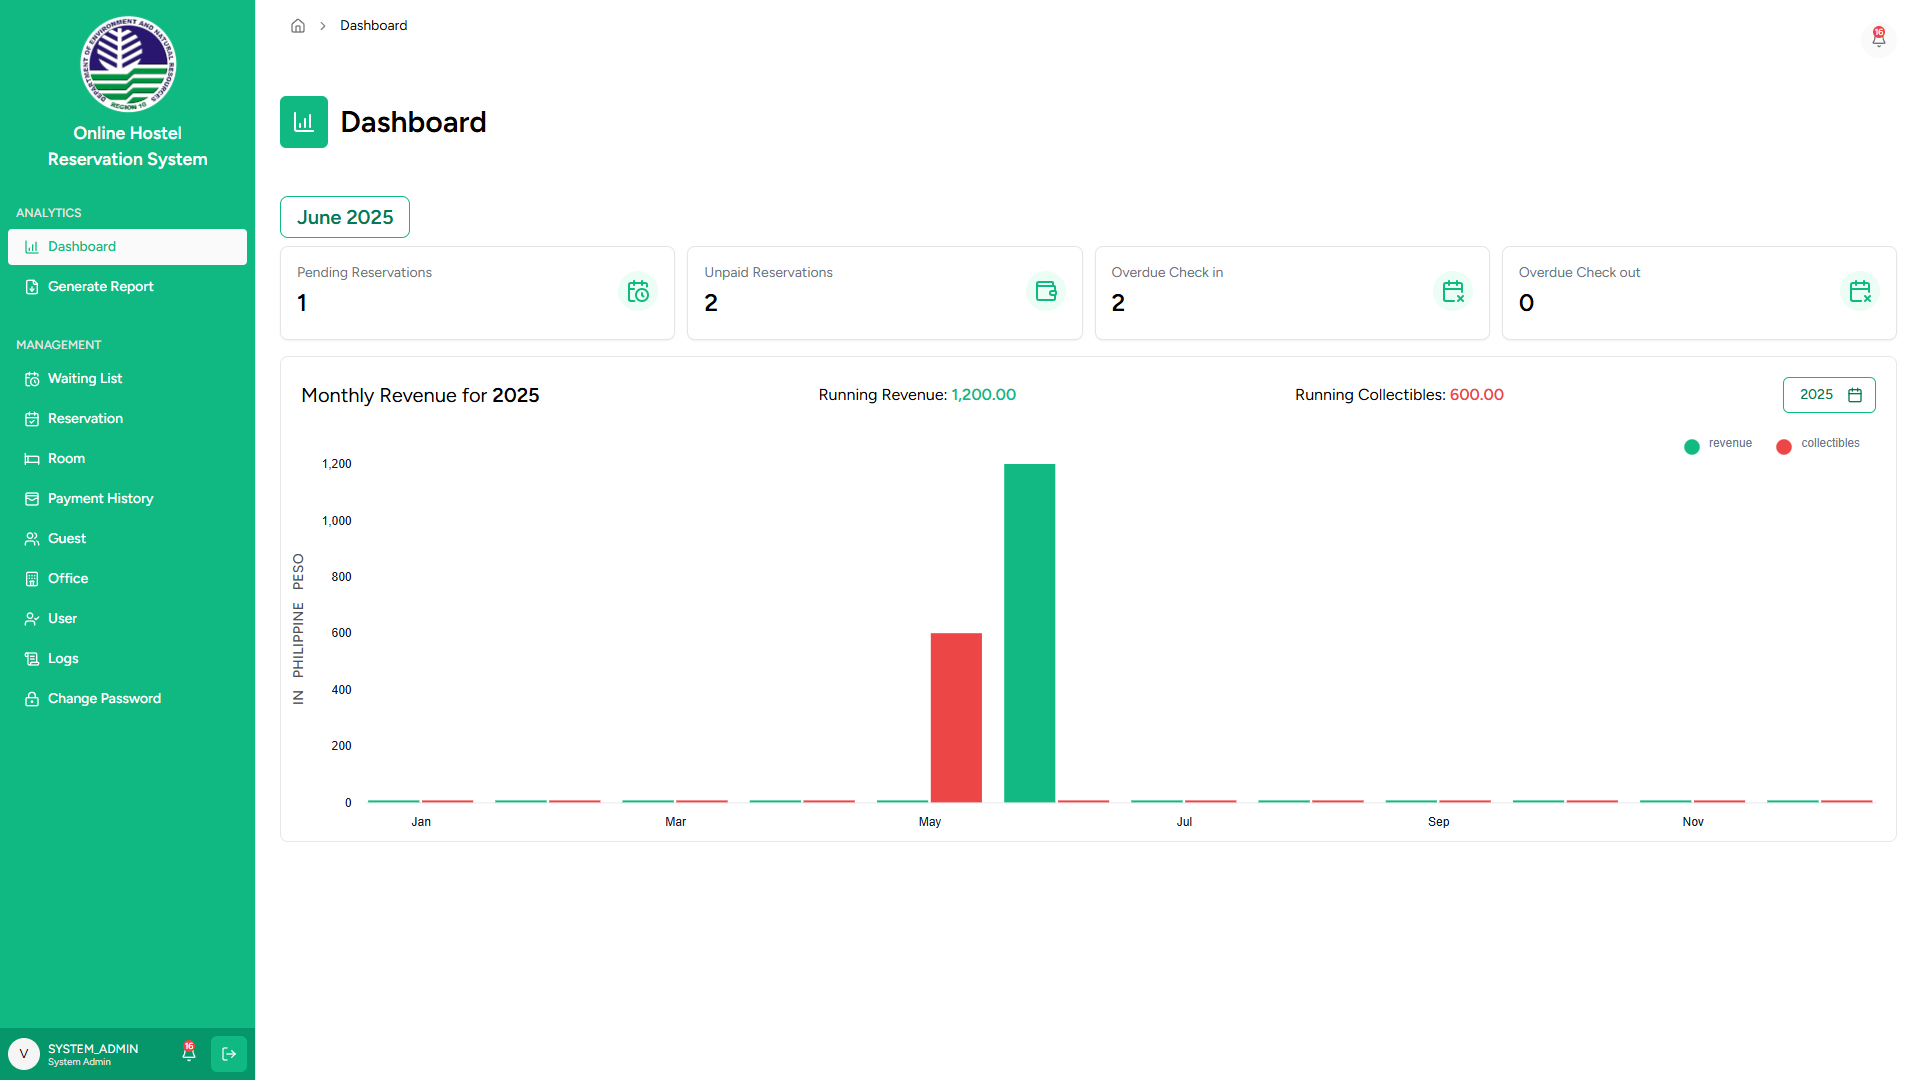 DEPARTMENT OF ENVIRONMENT AND NATURAL RESOURCES
REGION 10
Online Hostel
Reservation System
ANALYTICS
Dashboard
Generate Report
MANAGEMENT
Waiting List
Reservation
Room
Payment History
Guest
Office
User
Logs
Change Password
V
SYSTEM_ADMIN
System Admin
16
Dashboard
16
Dashboard
June 2025
Pending Reservations
1
Unpaid Reservations
2
Overdue Check in
2
Overdue Check out
0
Monthly Revenue for 2025
Running Revenue: 1,200.00
Running Collectibles: 600.00
2025
revenue
collectibles
IN PHILIPPINE PESO
1,200
1,000
800
600
400
200
0
Jan
Mar
May
Jul
Sep
Nov